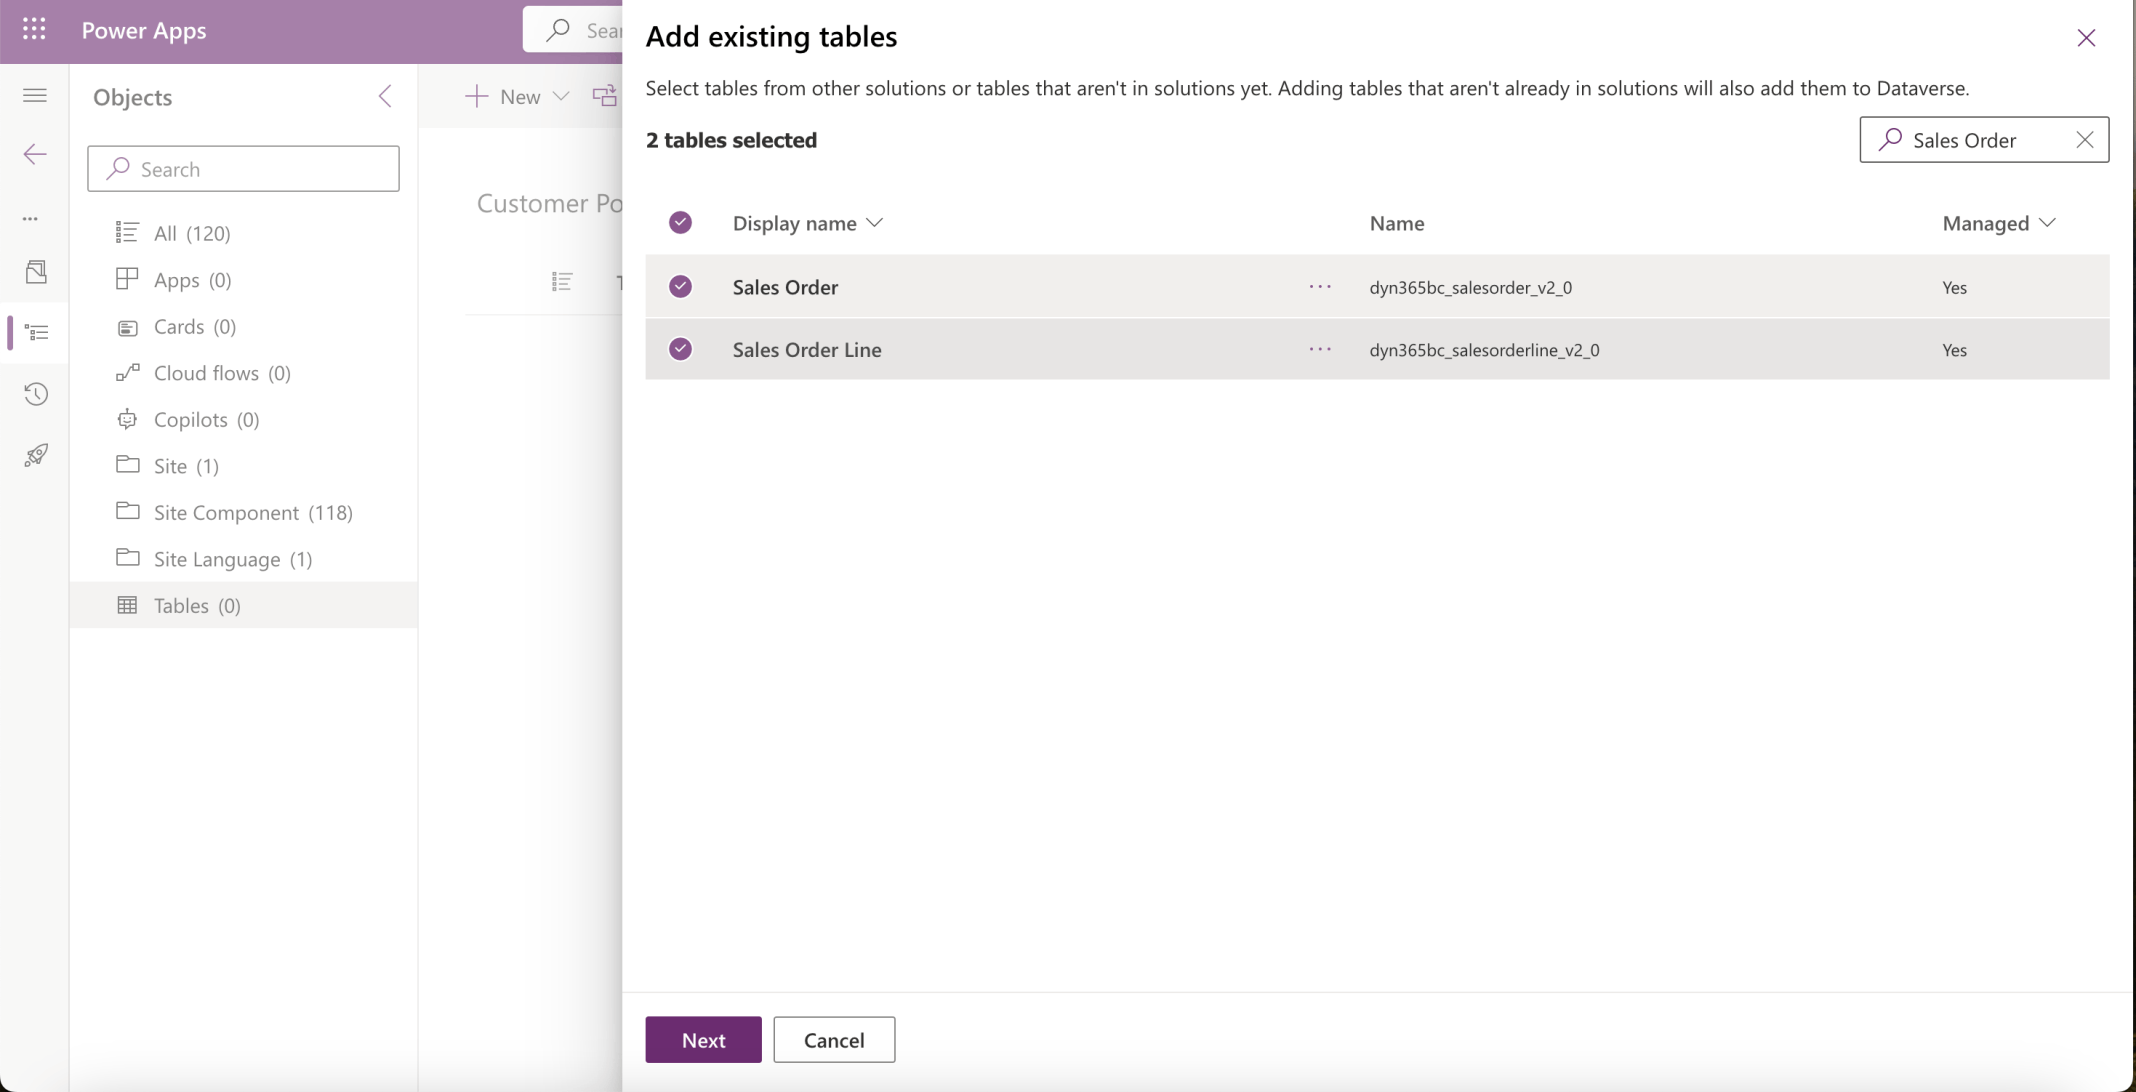 Power Apps
Sear
Objects
Search
All (120)
Apps (0)
Cards (0)
Cloud flows (0)
Copilots (0)
Site (1)
Site Component (118)
Site Language (1)
Tables (0)
New
Customer Po
Add existing tables
Select tables from other solutions or tables that aren't in solutions yet. Adding tables that aren't already in solutions will also add them to Dataverse.
2 tables selected
Sales Order
Display name Name Managed
Sales Order ... dyn365bc_salesorder_v2_0 Yes
Sales Order Line ... dyn365bc_salesorderline_v2_0 Yes
Next Cancel